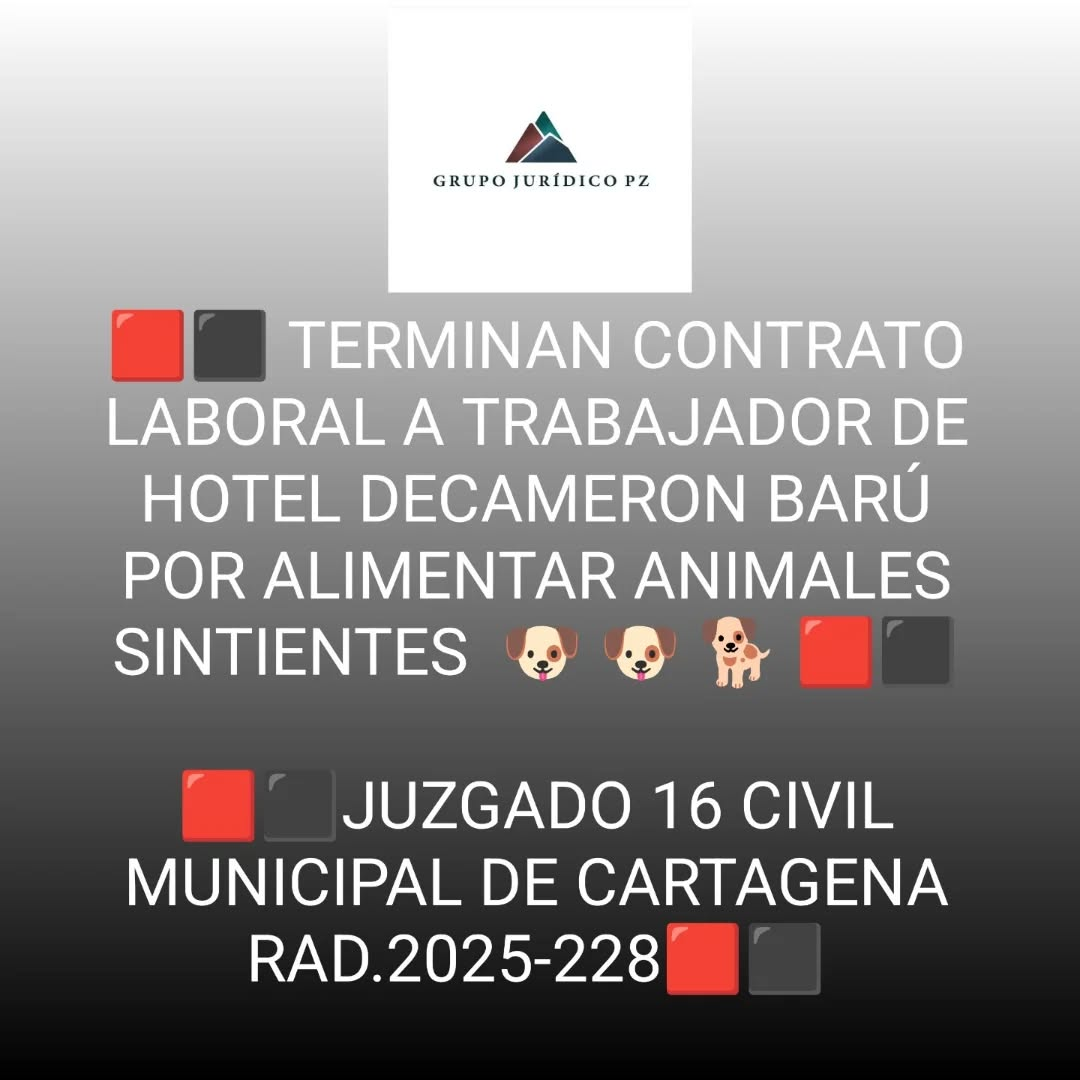 GRUPO JURÍDICO PZ
🟥⬛ TERMINAN CONTRATO
LABORAL A TRABAJADOR DE
HOTEL DECAMERON BARÚ
POR ALIMENTAR ANIMALES
SINTIENTES 🐶 🐶 🐕 🟥⬛
🟥⬛JUZGADO 16 CIVIL
MUNICIPAL DE CARTAGENA
RAD.2025-228🟥⬛